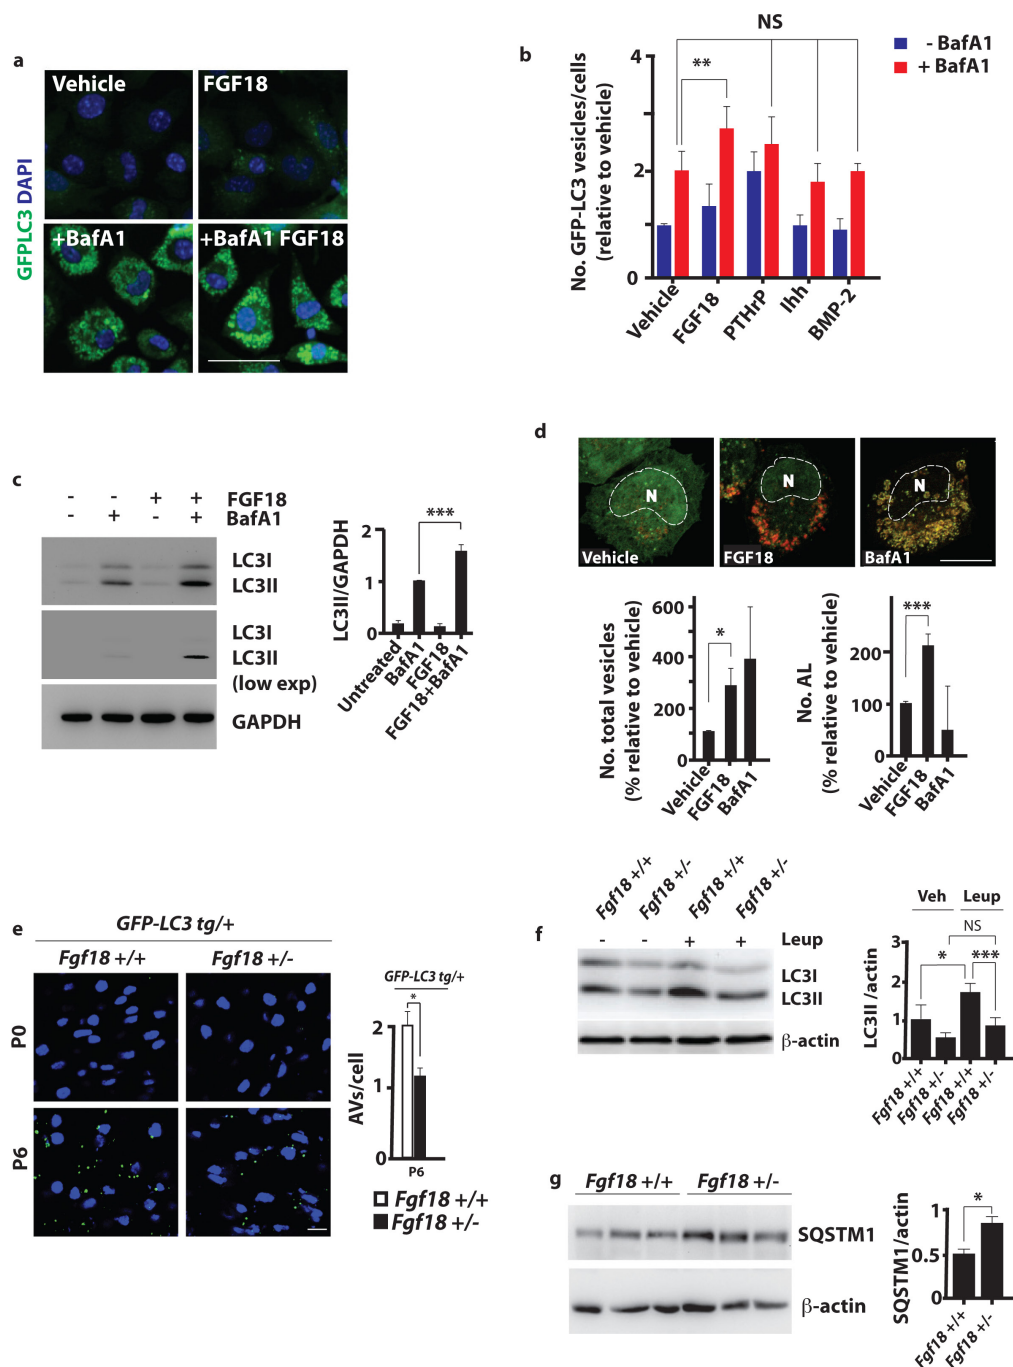 a
Vehicle
FGF18
+BafA1
+BafA1 FGF18
GFPLC3 DAPI
b
NS
- BafA1
+ BafA1
**
No. GFP-LC3 vesicles/cells
(relative to vehicle)
4
2
0
Vehicle
FGF18
PTHrP
Ihh
BMP-2
c
- - + + FGF18
- + - + BafA1
LC3I
LC3II
LC3I
LC3II
(low exp)
GAPDH
***
LC3II/GAPDH
2
1
0
Untreated
BafA1
FGF18
FGF18+BafA1
d
N
N
N
Vehicle
FGF18
BafA1
No. total vesicles
(% relative to vehicle)
600
400
200
0
*
Vehicle
FGF18
BafA1
No. AL
(% relative to vehicle)
200
100
0
***
Vehicle
FGF18
BafA1
e
GFP-LC3 tg/+
Fgf18 +/+
Fgf18 +/-
P0
P6
GFP-LC3 tg/+
*
AVs/cell
2
1
2
0
P6
Fgf18 +/+
Fgf18 +/-
f
Fgf18 +/+
Fgf18 +/-
Fgf18 +/+
Fgf18 +/-
- - + + Leup
LC3I
LC3II
β-actin
Veh
Leup
NS
*
***
LC3II /actin
3
2
1
0
Fgf18 +/+
Fgf18 +/-
Fgf18 +/+
Fgf18 +/-
g
Fgf18 +/+
Fgf18 +/-
SQSTM1
β-actin
*
SQSTM1/actin
1
0.5
0
Fgf18 +/+
Fgf18 +/-